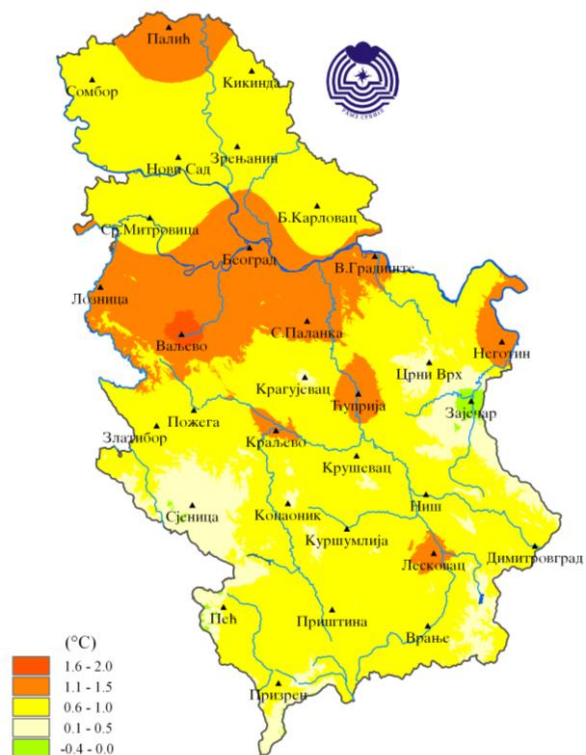 Палић
Кикинда
Сомбор
Зрењанин
Нови Сад
Б.Карловац
Ср.Митровица
Београд
В.Градиште
Лозница
С.Паланка
Ваљево
Неготин
Црни Врх
Крагујевац
Ћуприја
Зајечар
Пожега
Златибор
Краљево
Крушевац
Ниш
Сјеница
Копаоник
Куршумлија
Димитровград
Лесковац
Пећ
Приштина
Врање
Призрен
(°C)
1.6 - 2.0
1.1 - 1.5
0.6 - 1.0
0.1 - 0.5
-0.4 - 0.0